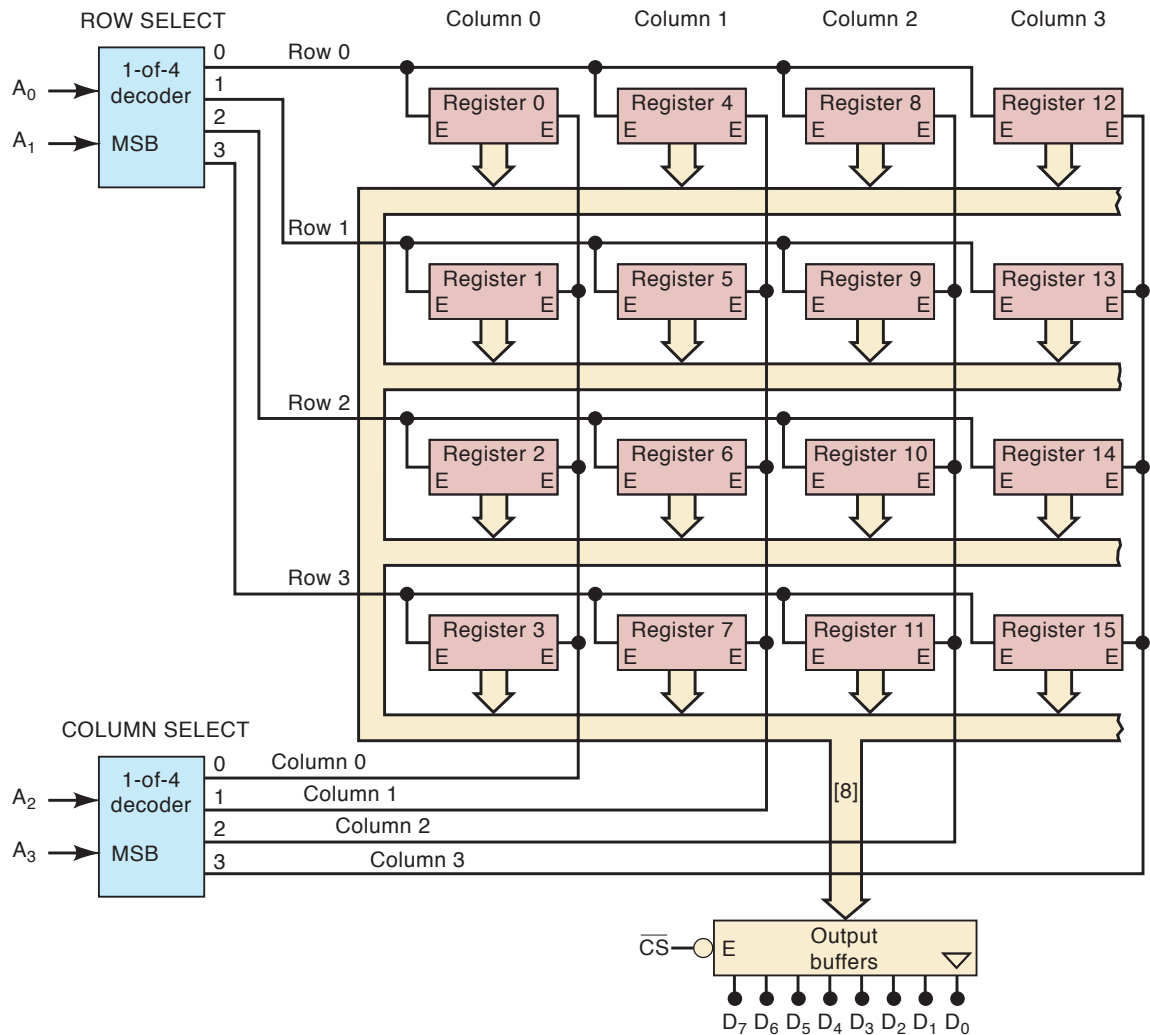 ROW SELECT
Column 0 Column 1 Column 2 Column 3
A0
A1
1-of-4
decoder
MSB
0
1
2
3
Row 0
Register 0
E E
Register 4
E E
Register 8
E E
Register 12
E E
Row 1
Register 1
E E
Register 5
E E
Register 9
E E
Register 13
E E
Row 2
Register 2
E E
Register 6
E E
Register 10
E E
Register 14
E E
Row 3
Register 3
E E
Register 7
E E
Register 11
E E
Register 15
E E
COLUMN SELECT
A2
A3
1-of-4
decoder
MSB
0
1
2
3
Column 0
Column 1
Column 2
Column 3
[8]
C̅S̅
E
Output
buffers
D7 D6 D5 D4 D3 D2 D1 D0